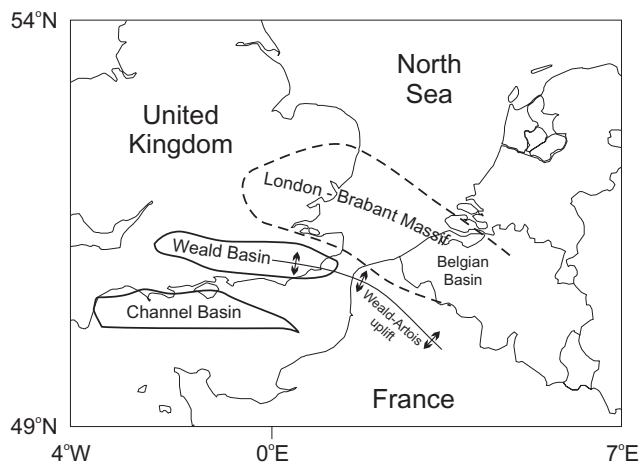 54°N
North
Sea
United
Kingdom
London - Brabant Massif
Weald Basin
Belgian
Basin
Channel Basin
Weald-Artois
uplift
France
49°N
4°W
0°E
7°E